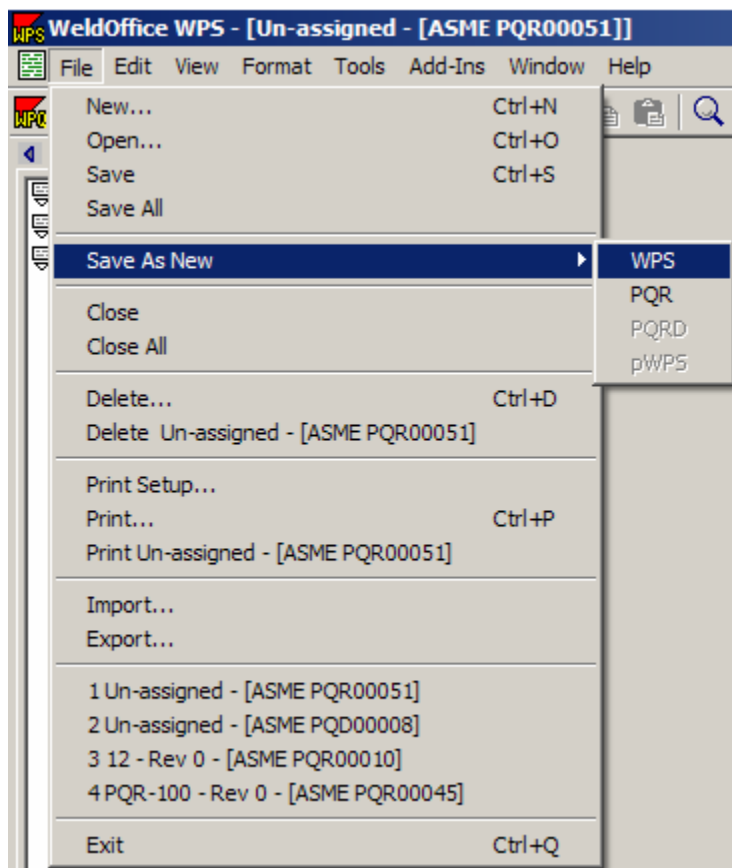 WPS WeldOffice WPS - [Un-assigned - [ASME PQR00051]]
File Edit View Format Tools Add-Ins Window Help
WPQ
New... Ctrl+N
Open... Ctrl+O
Save Ctrl+S
Save All
Save As New
WPS
PQR
PQRD
pWPS
Close
Close All
Delete... Ctrl+D
Delete Un-assigned - [ASME PQR00051]
Print Setup...
Print... Ctrl+P
Print Un-assigned - [ASME PQR00051]
Import...
Export...
1 Un-assigned - [ASME PQR00051]
2 Un-assigned - [ASME PQD00008]
3 12 - Rev 0 - [ASME PQR00010]
4 PQR-100 - Rev 0 - [ASME PQR00045]
Exit Ctrl+Q